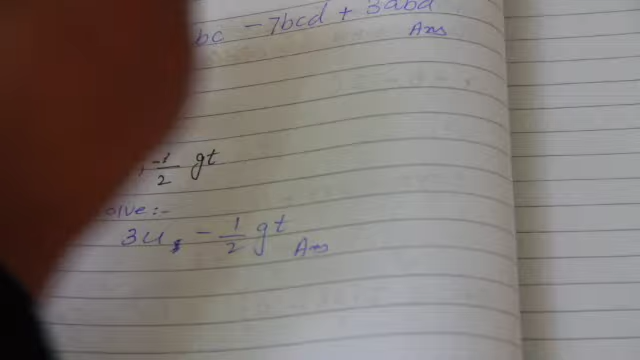 bc - 7bcd + 3abd
Ans
, -1/2 gt
olve:-
3u, - 1/2 gt Ans